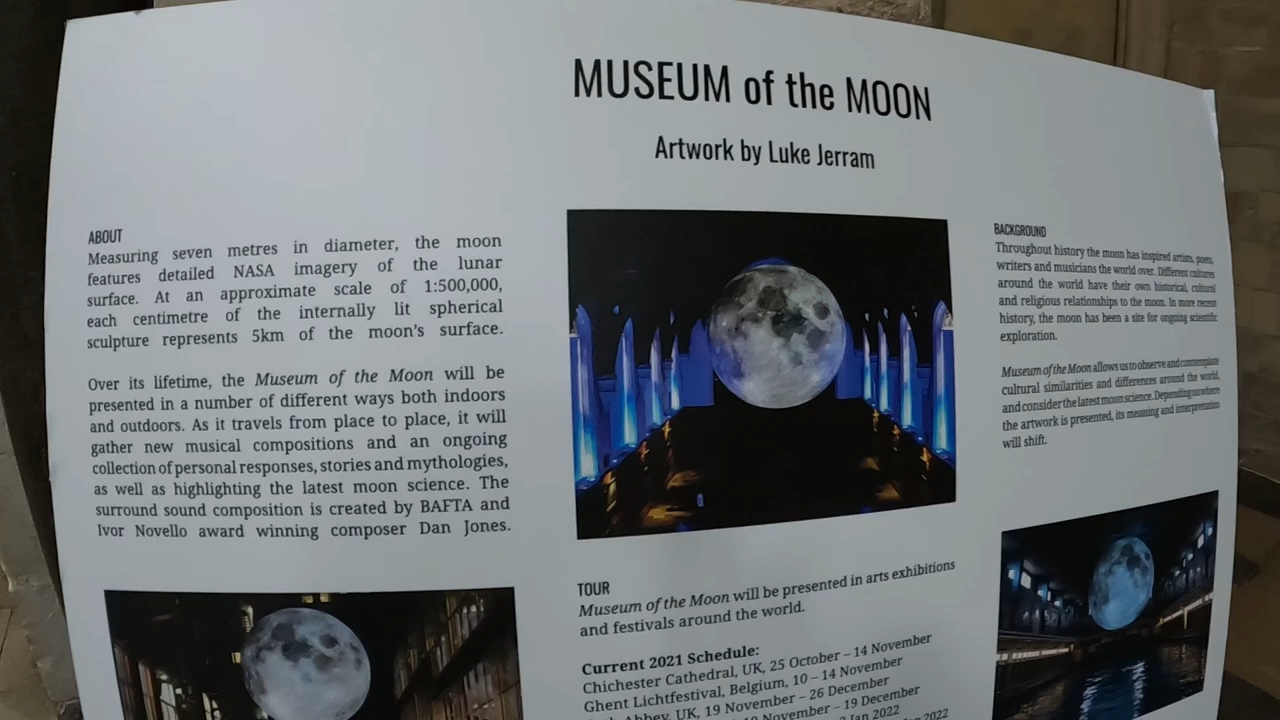 MUSEUM of the MOON
Artwork by Luke Jerram
ABOUT
Measuring seven metres in diameter, the moon
features detailed NASA imagery of the lunar
surface. At an approximate scale of 1:500,000,
each centimetre of the internally lit spherical
sculpture represents 5km of the moon's surface.
Over its lifetime, the Museum of the Moon will be
presented in a number of different ways both indoors
and outdoors. As it travels from place to place, it will
gather new musical compositions and an ongoing
collection of personal responses, stories and mythologies,
as well as highlighting the latest moon science. The
surround sound composition is created by BAFTA and
Ivor Novello award winning composer Dan Jones.
TOUR
Museum of the Moon will be presented in arts exhibitions
and festivals around the world.
Current 2021 Schedule:
Chichester Cathedral, UK, 25 October – 14 November
Ghent Lichtfestival, Belgium, 10 – 14 November
Abbey, UK, 19 November – 26 December
November – 19 December
Jan 2022
2022
BACKGROUND
Throughout history the moon has inspired artists, poets,
writers and musicians the world over. Different cultures
around the world have their own historical, cultural
and religious relationships to the moon. In more recent
history, the moon has been a site for ongoing scientific
exploration.
Museum of the Moon allows us to observe and contemplate
cultural similarities and differences around the world,
and consider the latest moon science. Depending on where
the artwork is presented, its meaning and interpretation
will shift.